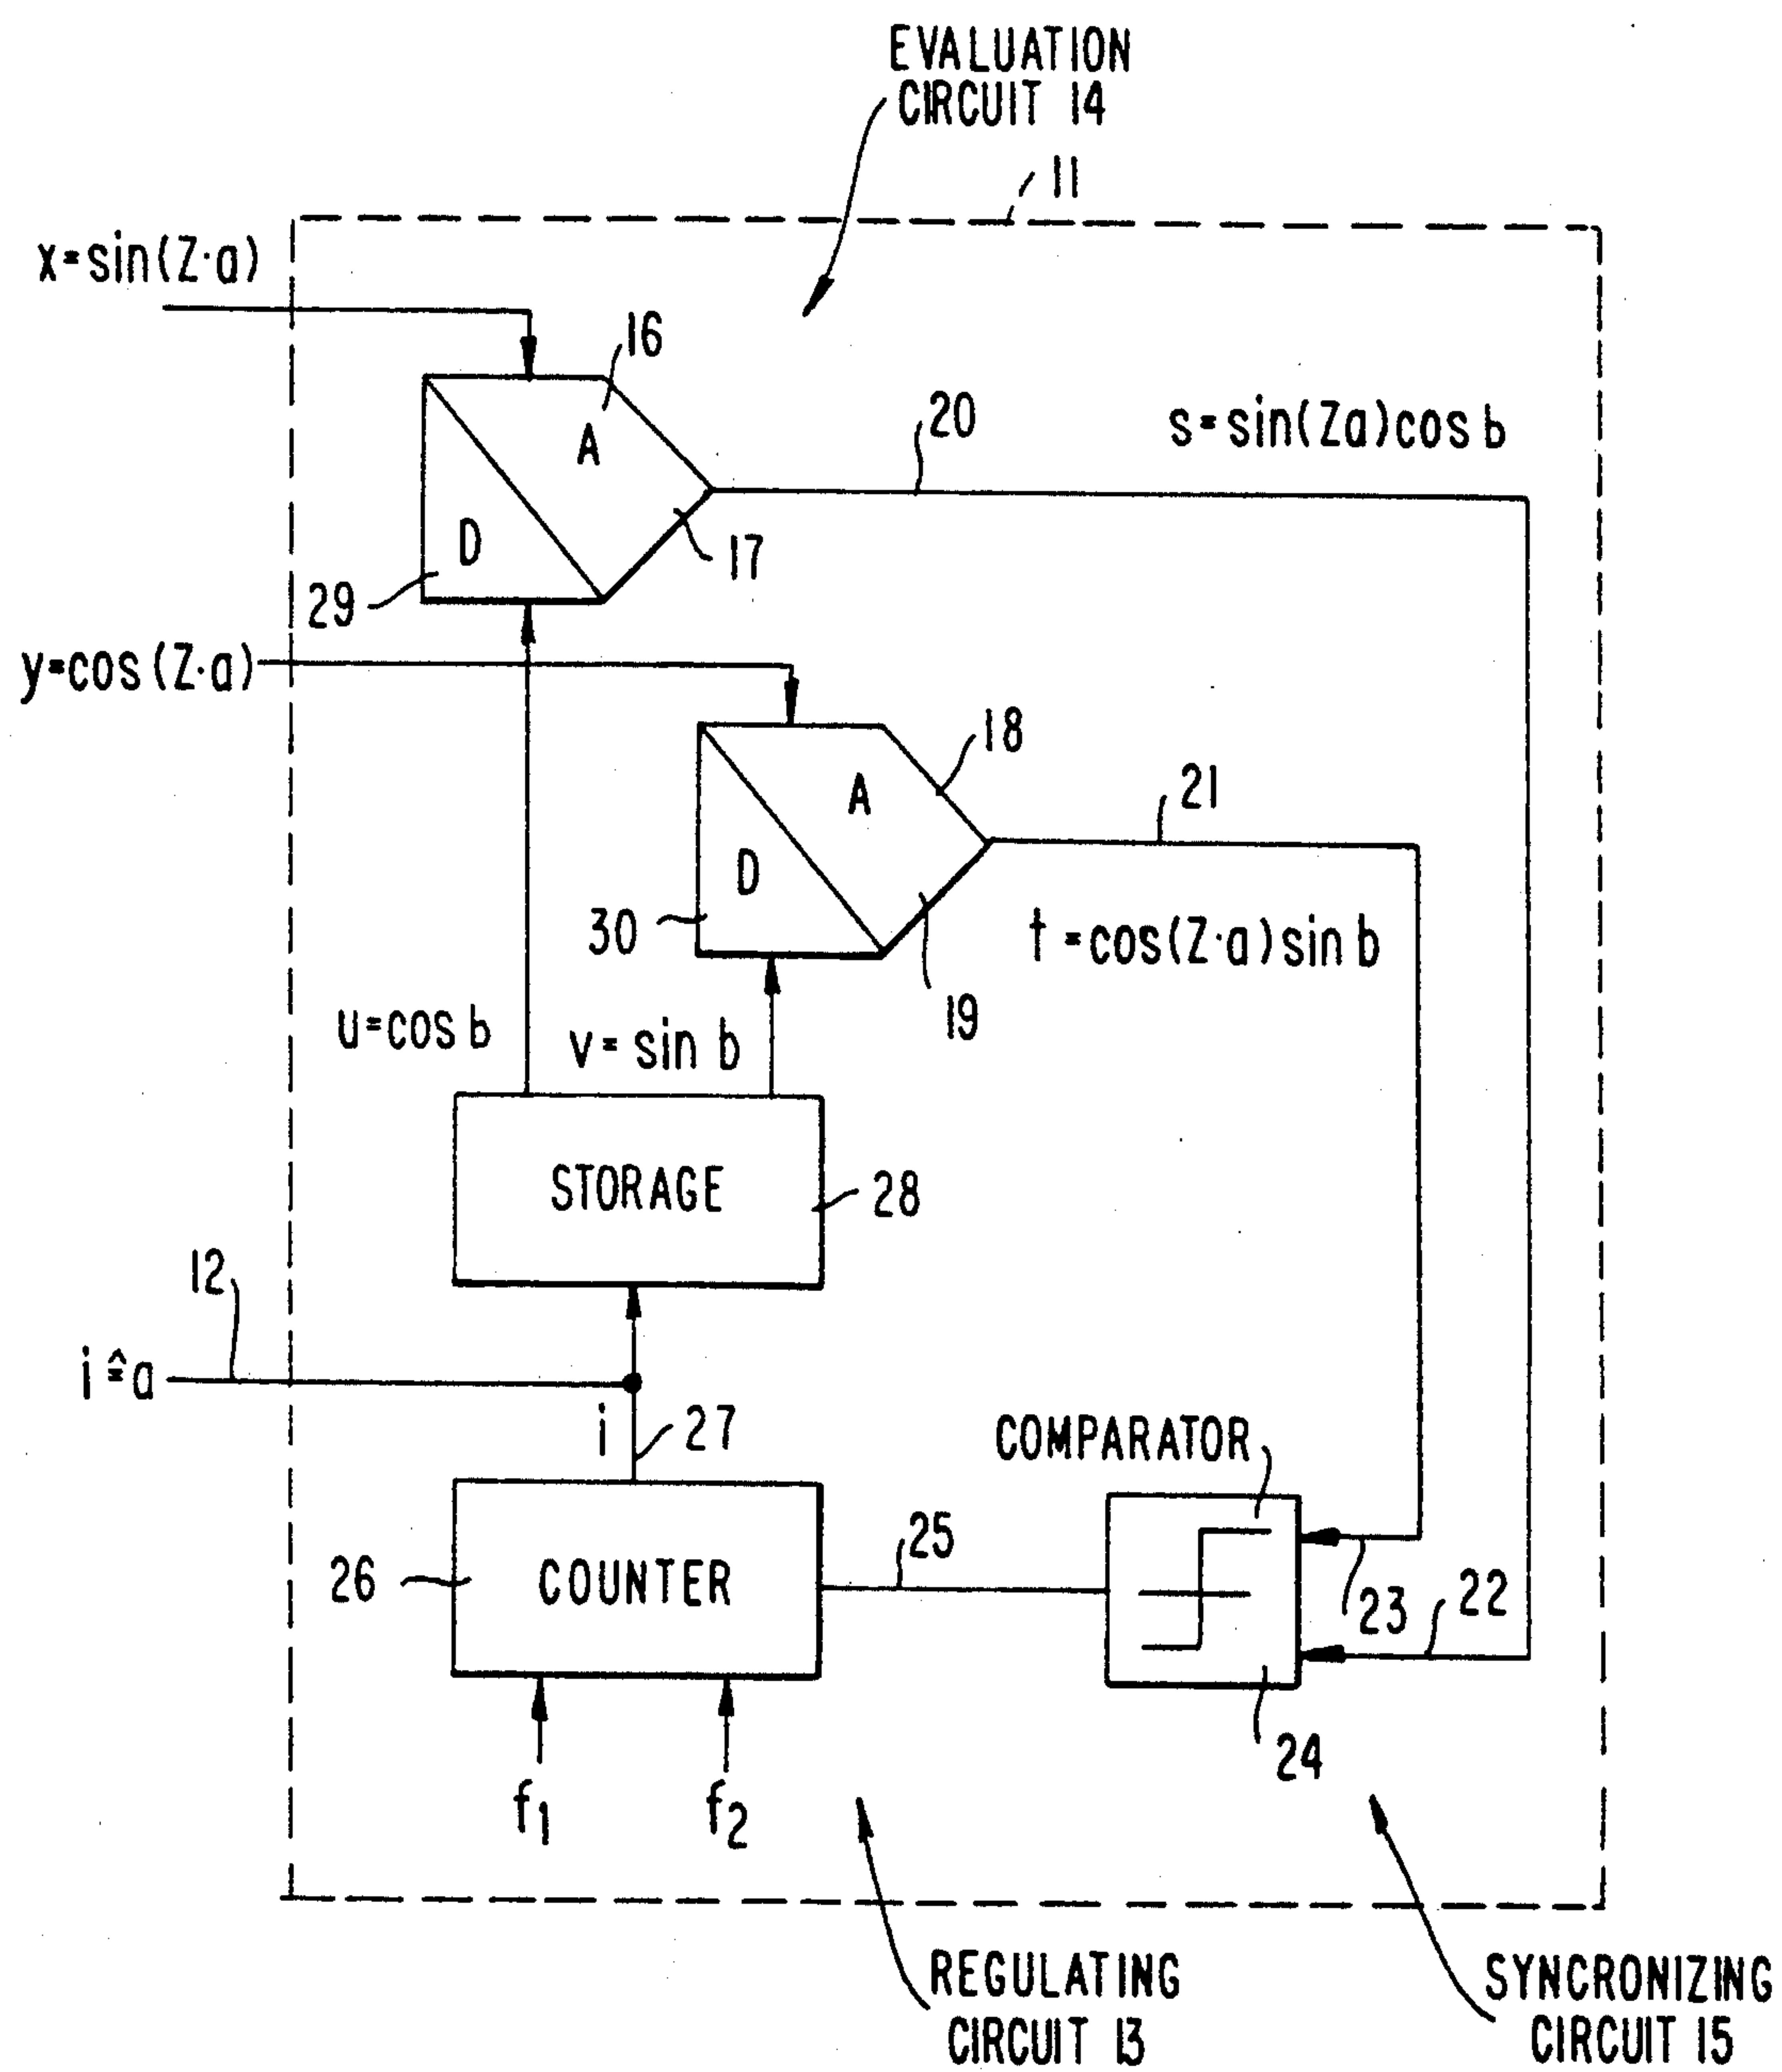 EVALUATION
CIRCUIT 14
11
x=sin(Z·a)
16
A
20
s=sin(Za)cos b
D
17
29
y=cos(Z·a)
18
A
21
D
30
t=cos(Z·a)sin b
19
u=cos b
v= sin b
STORAGE
28
12
i≙a
i
27
COMPARATOR
26
COUNTER
25
23
22
24
f1
f2
REGULATING
CIRCUIT 13
SYNCRONIZING
CIRCUIT 15